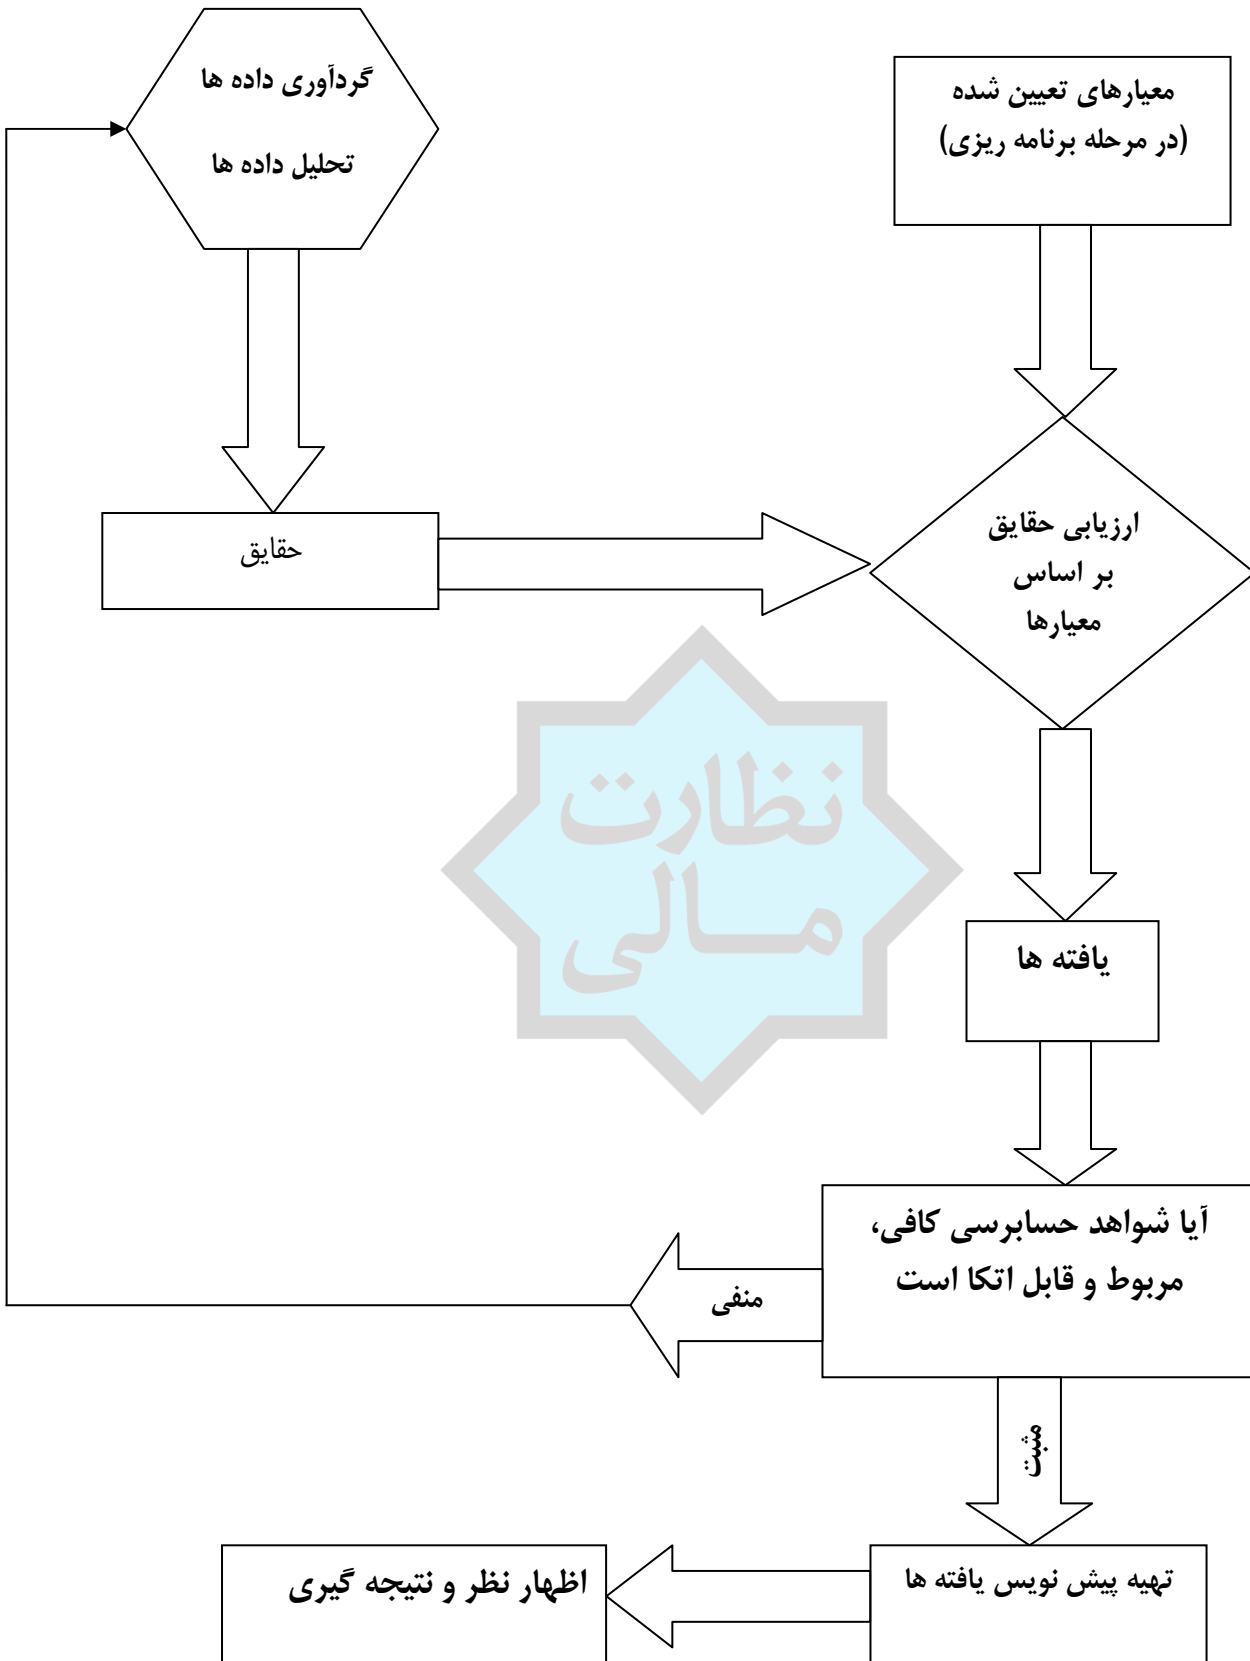 گردآوری داده ها
تحلیل داده ها
معیارهای تعیین شده
(در مرحله برنامه ریزی)
حقایق
ارزیابی حقایق
بر اساس
معیارها
نظارت
مالی
یافته ها
آیا شواهد حسابرسی کافی،
مربوط و قابل اتکا است
منفی
مثبت
تهیه پیش نویس یافته ها
اظهار نظر و نتیجه گیری